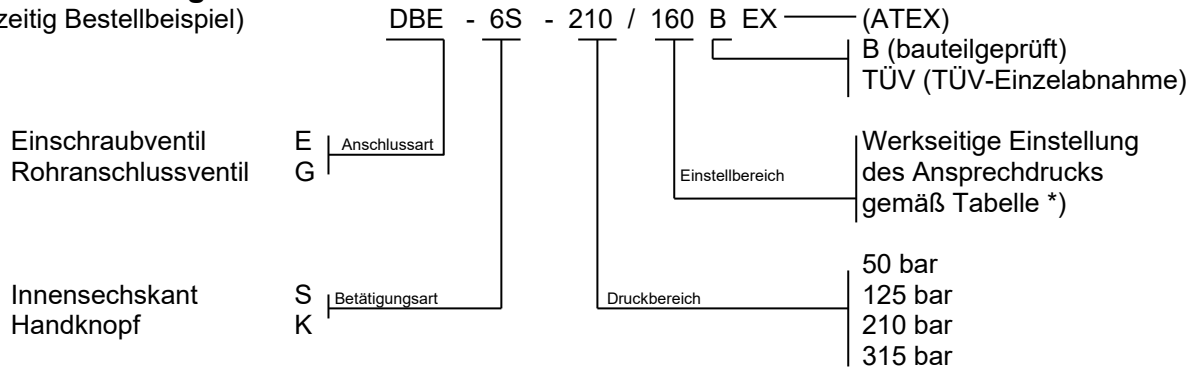 zeitig Bestellbeispiel) DBE - 6S - 210 / 160 B EX (ATEX)
B (bauteilgeprüft)
TÜV (TÜV-Einzelabnahme)
Einschraubventil E Anschlussart Werkseitige Einstellung
Rohranschlussventil G Einstellbereich des Ansprechdrucks
gemäß Tabelle *)
50 bar
Innensechskant S Betätigungsart Druckbereich 125 bar
Handknopf K 210 bar
315 bar